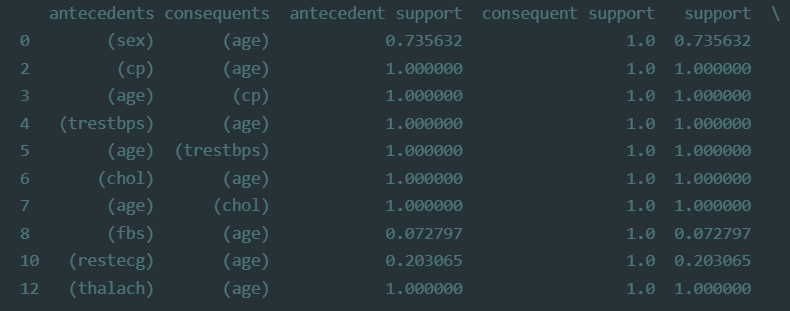 antecedents consequents antecedent support consequent support support \
0 (sex) (age) 0.735632 1.0 0.735632
2 (cp) (age) 1.000000 1.0 1.000000
3 (age) (cp) 1.000000 1.0 1.000000
4 (trestbps) (age) 1.000000 1.0 1.000000
5 (age) (trestbps) 1.000000 1.0 1.000000
6 (chol) (age) 1.000000 1.0 1.000000
7 (age) (chol) 1.000000 1.0 1.000000
8 (fbs) (age) 0.072797 1.0 0.072797
10 (restecg) (age) 0.203065 1.0 0.203065
12 (thalach) (age) 1.000000 1.0 1.000000